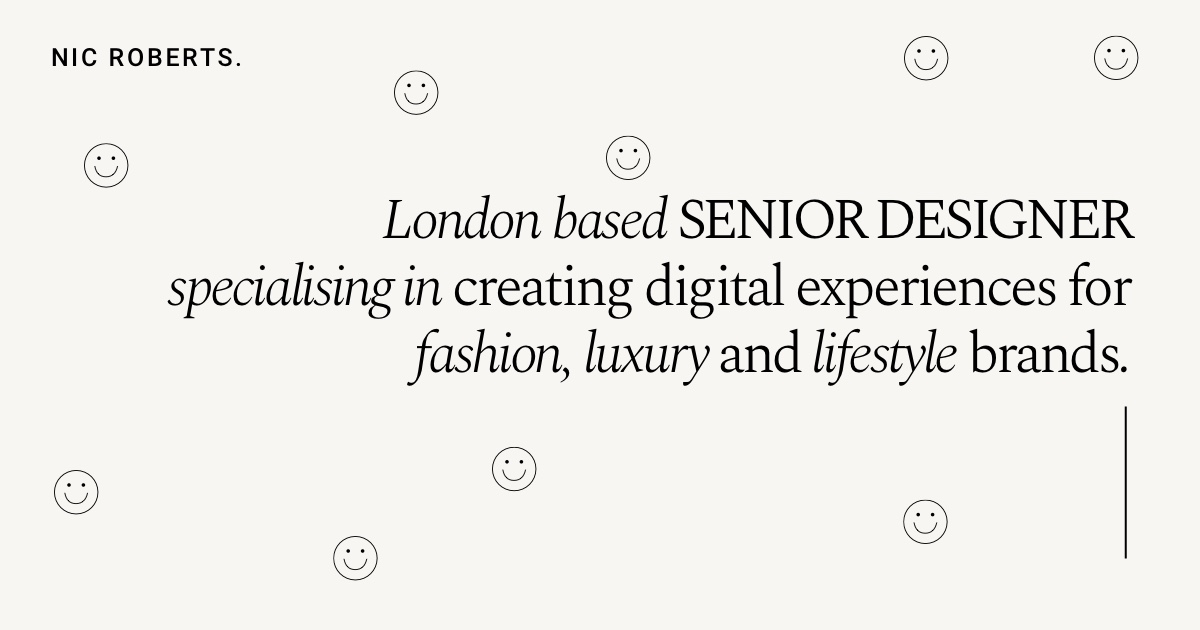 NIC ROBERTS.
London based SENIOR DESIGNER
specialising in creating digital experiences for
fashion, luxury and lifestyle brands.